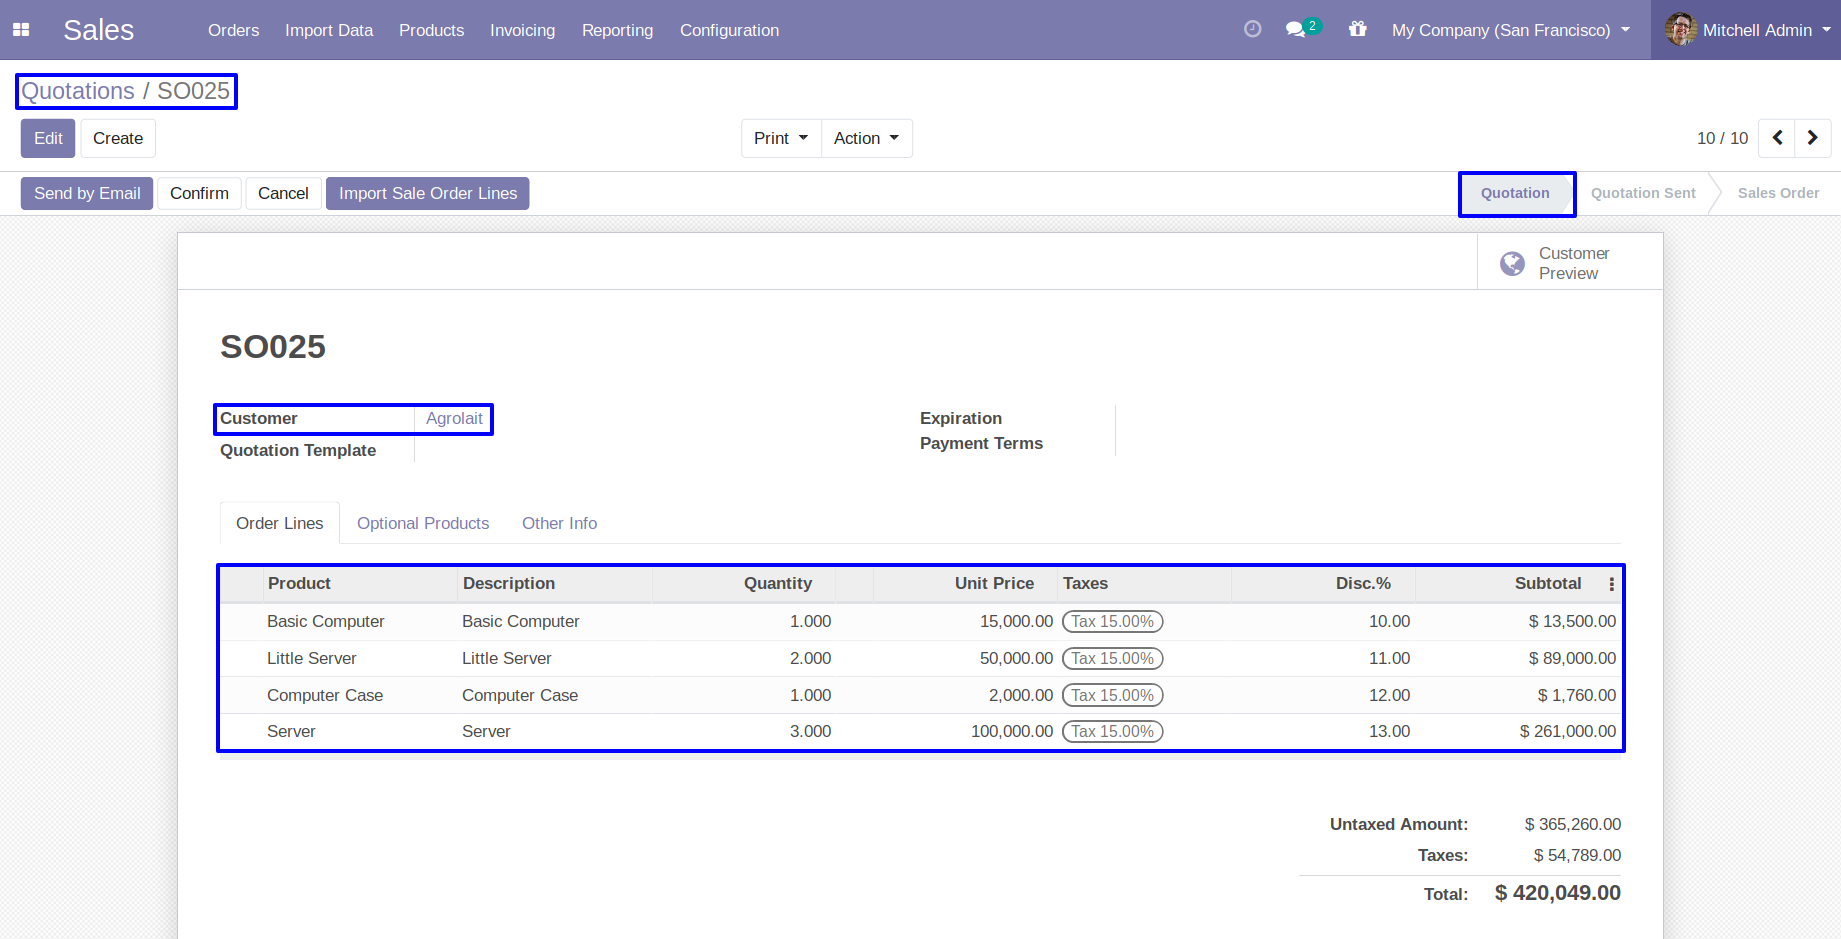 Sales Orders Import Data Products Invoicing Reporting Configuration 2 My Company (San Francisco) Mitchell Admin
Quotations / SO025
Edit Create Print Action 10 / 10
Send by Email Confirm Cancel Import Sale Order Lines Quotation Quotation Sent Sales Order
Customer
Preview
SO025
Customer Agrolait
Quotation Template
Expiration
Payment Terms
Order Lines Optional Products Other Info
Product Description Quantity Unit Price Taxes Disc.% Subtotal
Basic Computer Basic Computer 1.000 15,000.00 Tax 15.00% 10.00 $ 13,500.00
Little Server Little Server 2.000 50,000.00 Tax 15.00% 11.00 $ 89,000.00
Computer Case Computer Case 1.000 2,000.00 Tax 15.00% 12.00 $ 1,760.00
Server Server 3.000 100,000.00 Tax 15.00% 13.00 $ 261,000.00
Untaxed Amount: $ 365,260.00
Taxes: $ 54,789.00
Total: $ 420,049.00